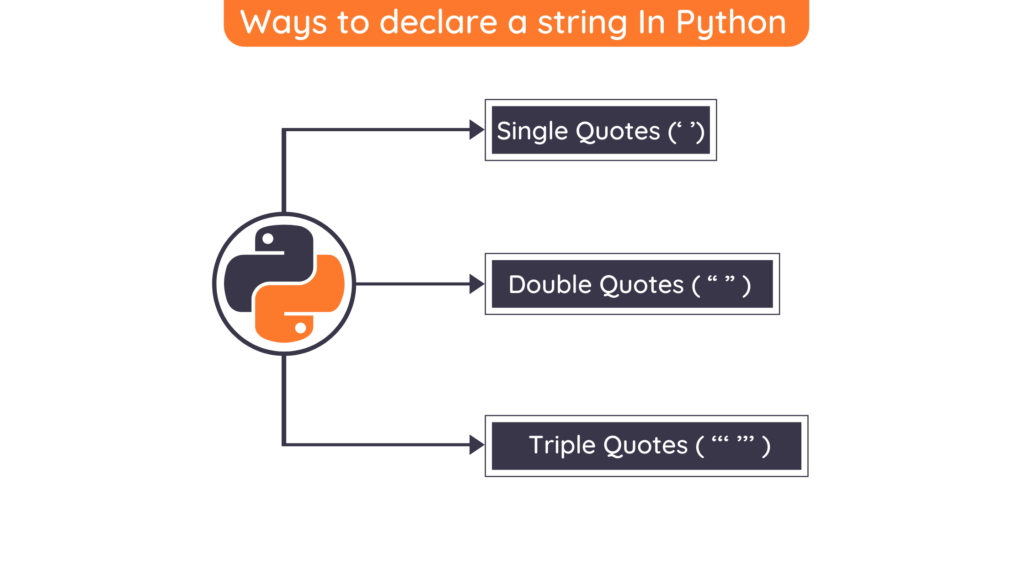 Ways to declare a string In Python
Single Quotes (‘ ’)
Double Quotes ( “ ” )
Triple Quotes ( ‘‘‘ ’’’ )